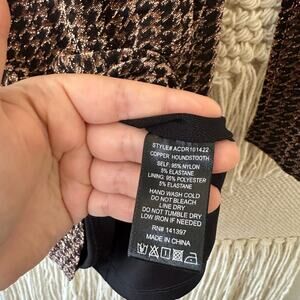 STYLE# ACDR101422
COPPER HOUNDSTOOTH
SELF: 95% NYLON
5% ELASTANE
LINING: 95% POLYESTER
5% ELASTANE
HAND WASH COLD
DO NOT BLEACH
LINE DRY
DO NOT TUMBLE DRY
LOW IRON IF NEEDED
RN# 141397
MADE IN CHINA